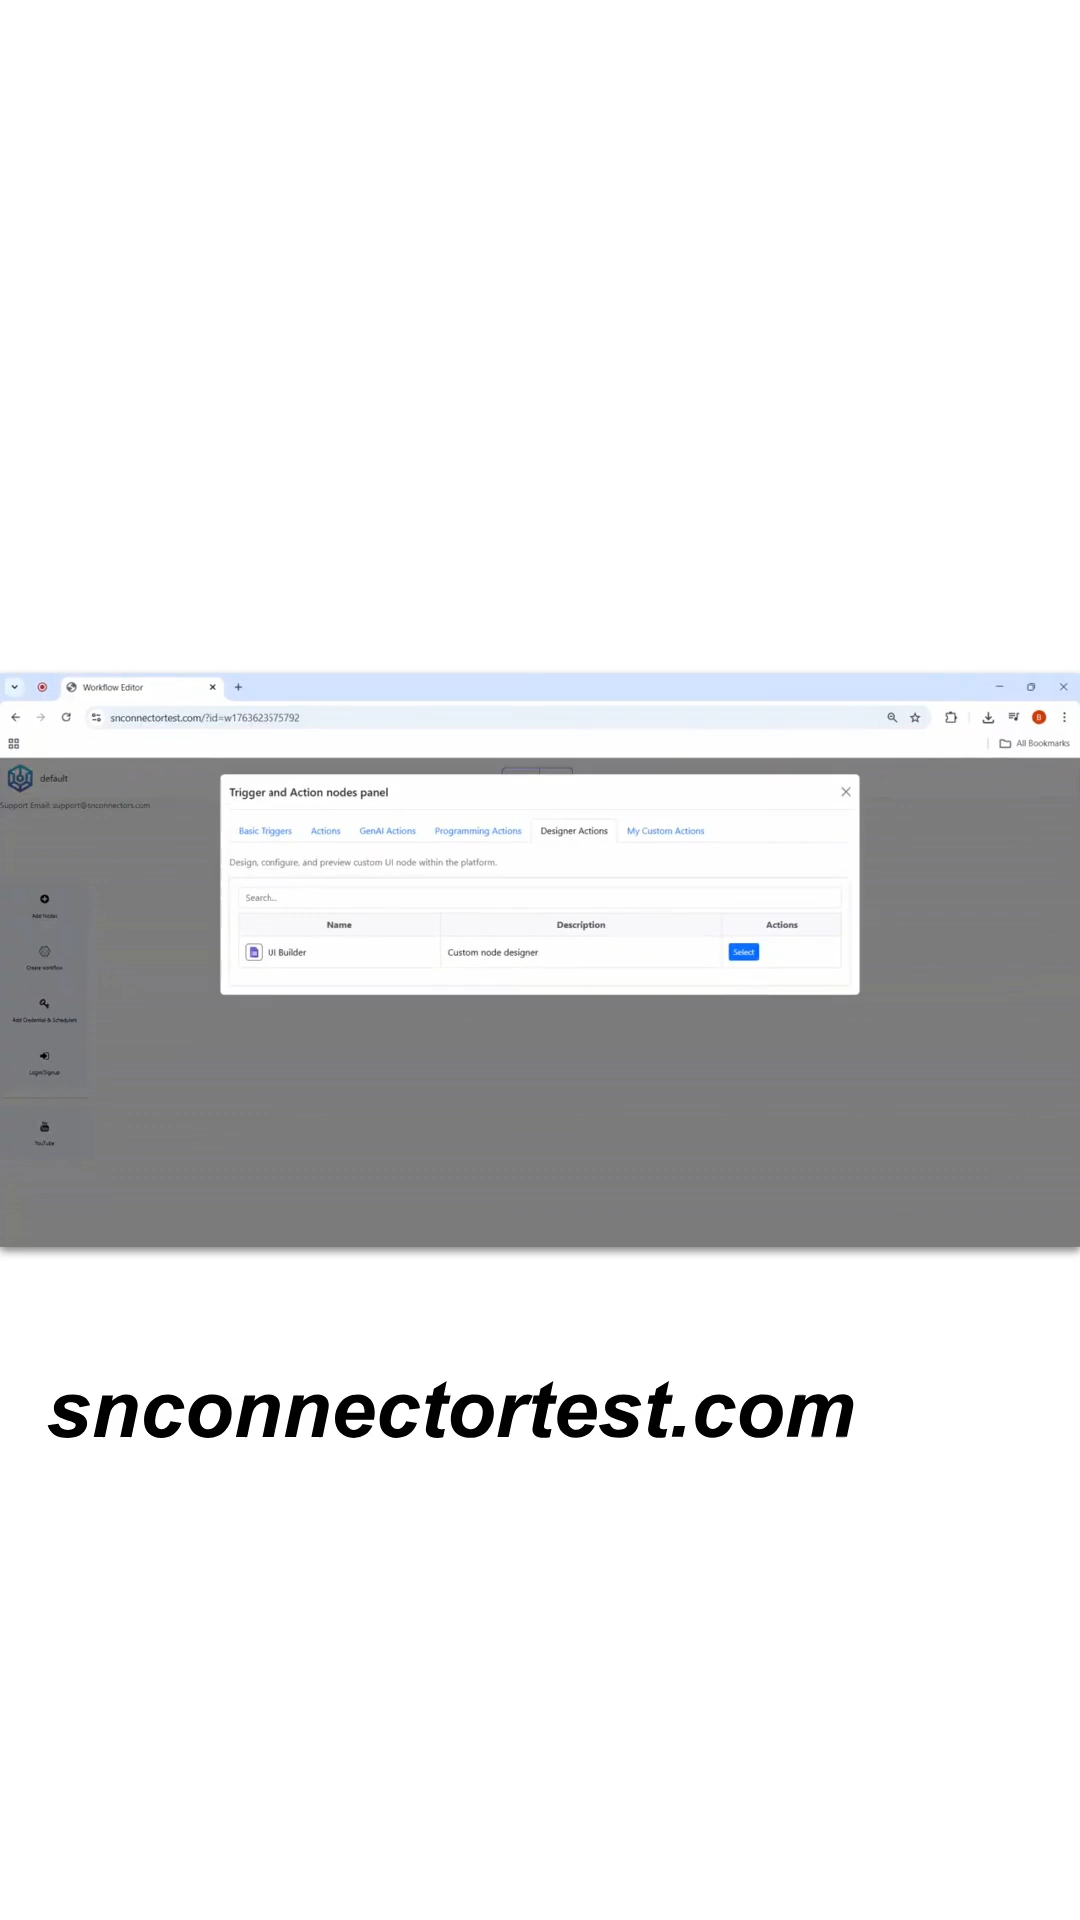 Workflow Editor
snconnectortest.com/?id=w1763623575792
B
All Bookmarks
default
Support Email: support@snconnectors.com
Trigger and Action nodes panel
Basic Triggers Actions GenAI Actions Programming Actions Designer Actions My Custom Actions
Design, configure, and preview custom UI node within the platform.
Search...
Name Description Actions
UI Builder Custom node designer Select
Add Nodes
Create workflow
Add Credential & Schedulers
Login/Signup
YouTube
snconnectortest.com